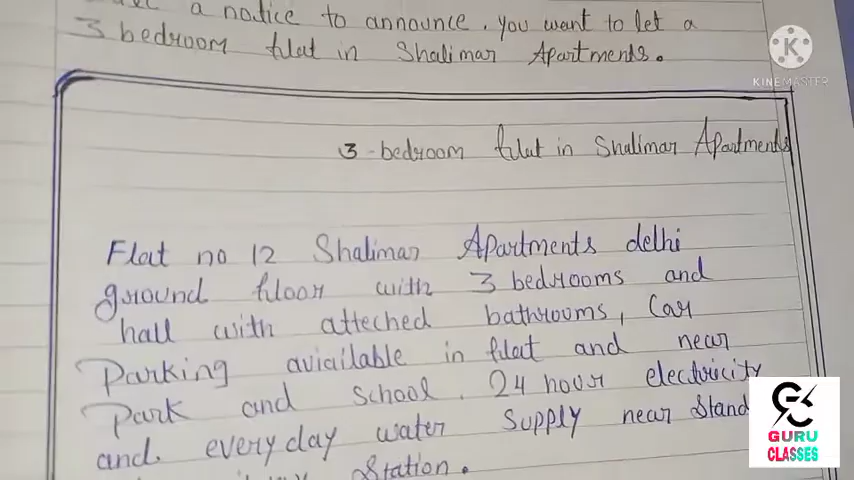 a notice to announce. you want to let a
3 bedroom flat in Shalimar Apartments.
KINEMASTER
3-bedroom flat in Shalimar Apartments
Flat no 12 Shalimar Apartments delhi
ground floor with 3 bedrooms and
hall with atteched bathrooms, Car
Parking aviailable in flat and near
Park and school. 24 hour electricity
and. everyday water supply near Stand
Station.
GURU
CLASSES